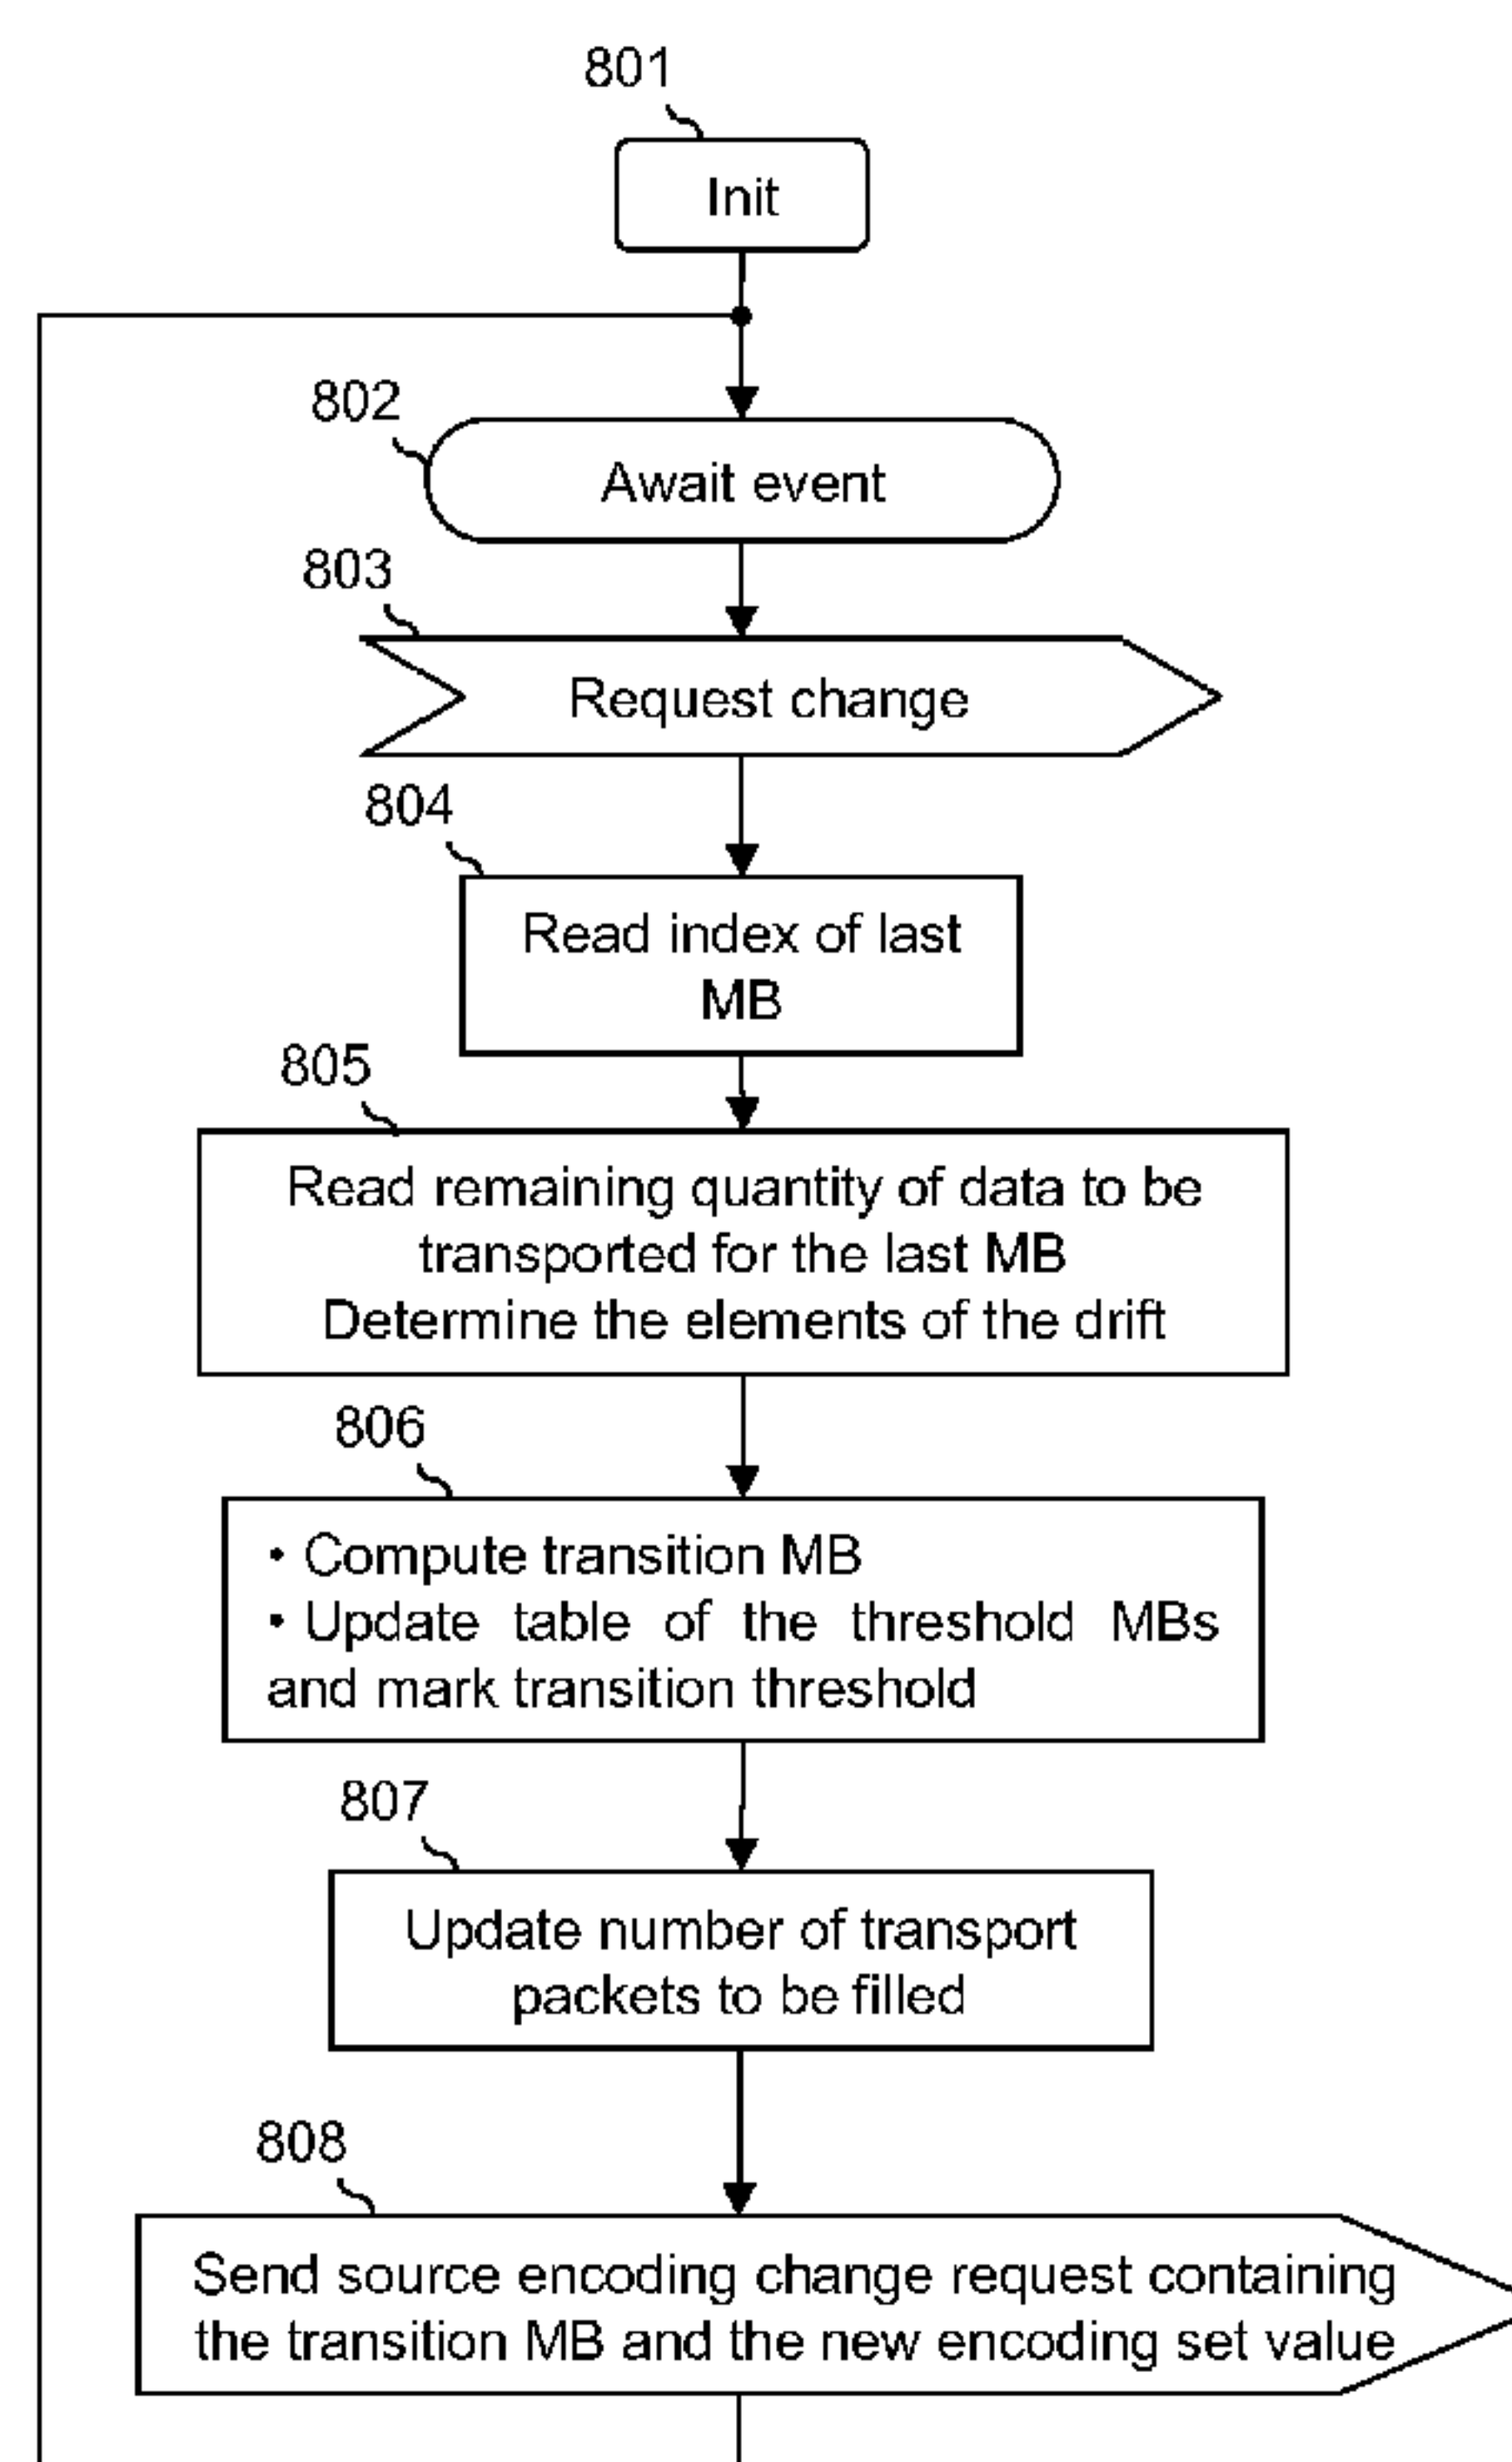 801
Init
802
Await event
803
Request change
804
Read index of last
MB
805
Read remaining quantity of data to be
transported for the last MB
Determine the elements of the drift
806
• Compute transition MB
• Update table of the threshold MBs
and mark transition threshold
807
Update number of transport
packets to be filled
808
Send source encoding change request containing
the transition MB and the new encoding set value